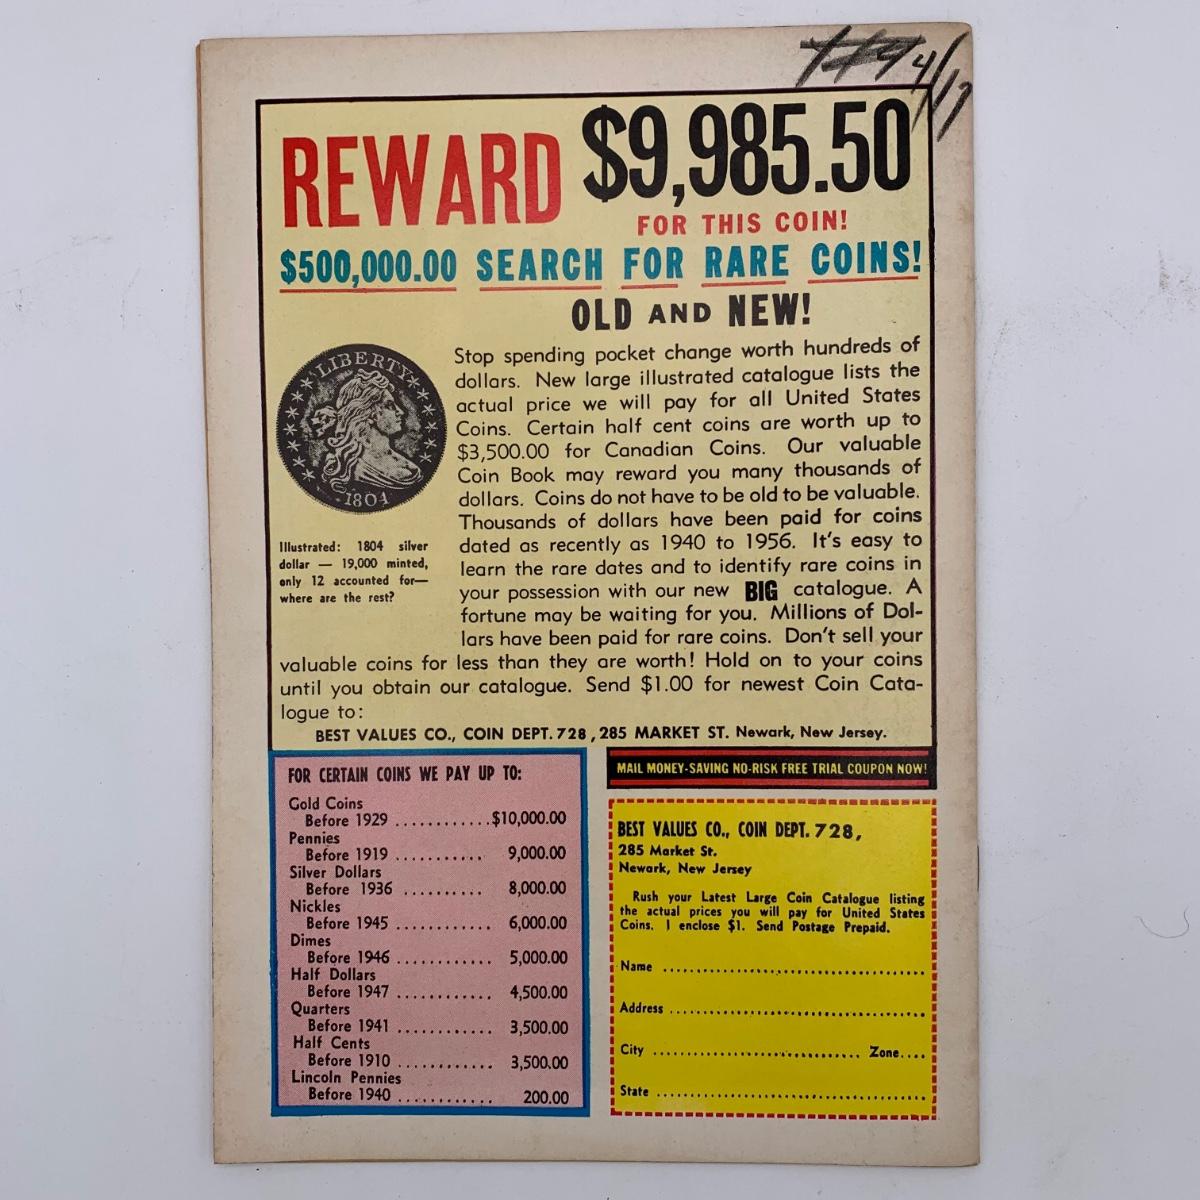 4/17
REWARD $9,985.50
FOR THIS COIN!
$500,000.00 SEARCH FOR RARE COINS!
OLD AND NEW!
LIBERTY
1804
Illustrated: 1804 silver
dollar — 19,000 minted,
only 12 accounted for—
where are the rest?
Stop spending pocket change worth hundreds of
dollars. New large illustrated catalogue lists the
actual price we will pay for all United States
Coins. Certain half cent coins are worth up to
$3,500.00 for Canadian Coins. Our valuable
Coin Book may reward you many thousands of
dollars. Coins do not have to be old to be valuable.
Thousands of dollars have been paid for coins
dated as recently as 1940 to 1956. It's easy to
learn the rare dates and to identify rare coins in
your possession with our new BIG catalogue. A
fortune may be waiting for you. Millions of Dol-
lars have been paid for rare coins. Don't sell your
valuable coins for less than they are worth! Hold on to your coins
until you obtain our catalogue. Send $1.00 for newest Coin Cata-
logue to:
BEST VALUES CO., COIN DEPT. 728, 285 MARKET ST. Newark, New Jersey.
FOR CERTAIN COINS WE PAY UP TO:
Gold Coins
Before 1929 ............$10,000.00
Pennies
Before 1919 ........... 9,000.00
Silver Dollars
Before 1936 .......... 8,000.00
Nickles
Before 1945 ............ 6,000.00
Dimes
Before 1946 ............ 5,000.00
Half Dollars
Before 1947 ............ 4,500.00
Quarters
Before 1941 ............ 3,500.00
Half Cents
Before 1910 ............ 3,500.00
Lincoln Pennies
Before 1940 ............ 200.00
MAIL MONEY-SAVING NO-RISK FREE TRIAL COUPON NOW!
BEST VALUES CO., COIN DEPT. 728,
285 Market St.
Newark, New Jersey
Rush your Latest Large Coin Catalogue listing
the actual prices you will pay for United States
Coins. I enclose $1. Send Postage Prepaid.
Name ........................................
Address ........................................
City ................................ Zone....
State ........................................